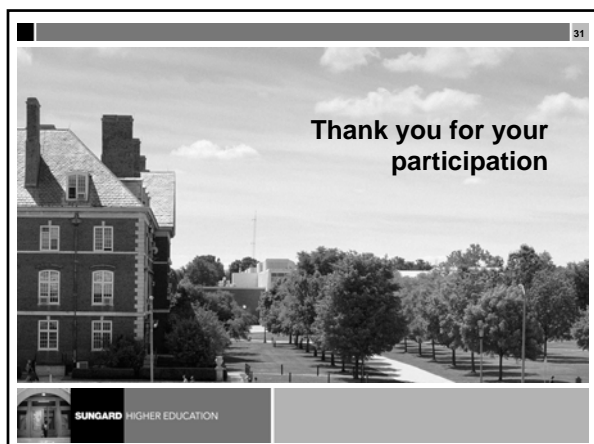 31
Thank you for your
participation
SUNGARD HIGHER EDUCATION